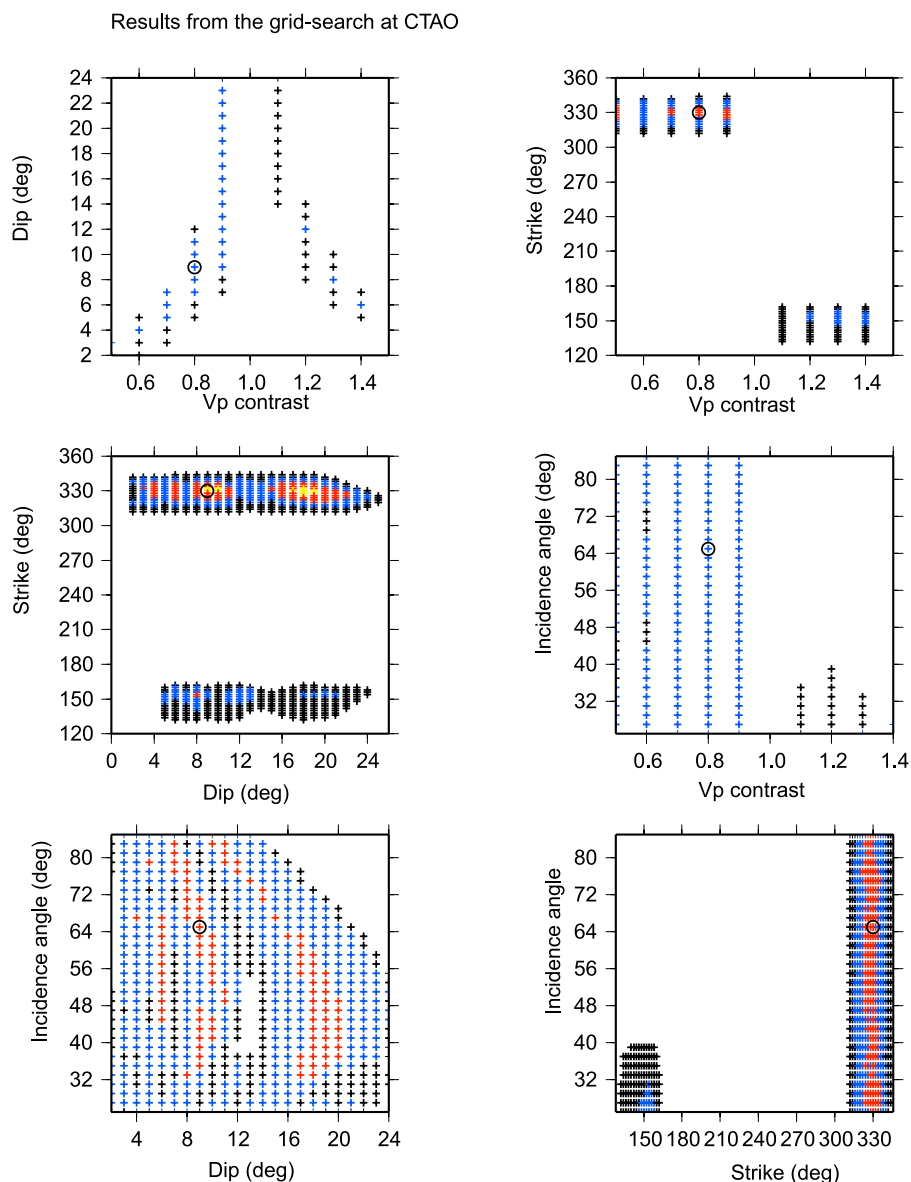 Results from the grid-search at CTAO
24
22
20
18
16
14
12
10
8
6
4
2
Dip (deg)
0.6 0.8 1.0 1.2 1.4
Vp contrast
360
330
300
270
240
210
180
150
120
Strike (deg)
0.6 0.8 1.0 1.2 1.4
Vp contrast
360
330
300
270
240
210
180
150
120
Strike (deg)
0 4 8 12 16 20 24
Dip (deg)
80
72
64
56
48
40
32
Incidence angle (deg)
0.6 0.8 1.0 1.2 1.4
Vp contrast
80
72
64
56
48
40
32
Incidence angle (deg)
4 8 12 16 20 24
Dip (deg)
80
72
64
56
48
40
32
Incidence angle
150 180 210 240 270 300 330
Strike (deg)